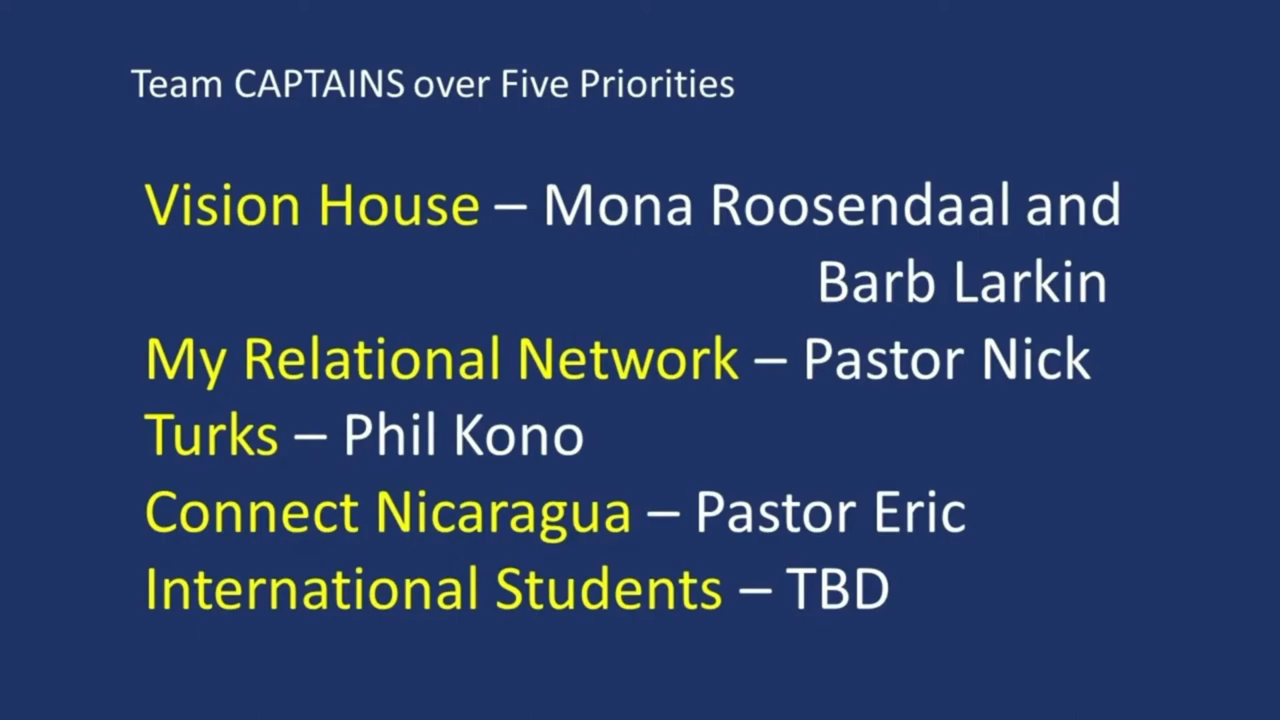 Team CAPTAINS over Five Priorities
Vision House – Mona Roosendaal and
Barb Larkin
My Relational Network – Pastor Nick
Turks – Phil Kono
Connect Nicaragua – Pastor Eric
International Students – TBD